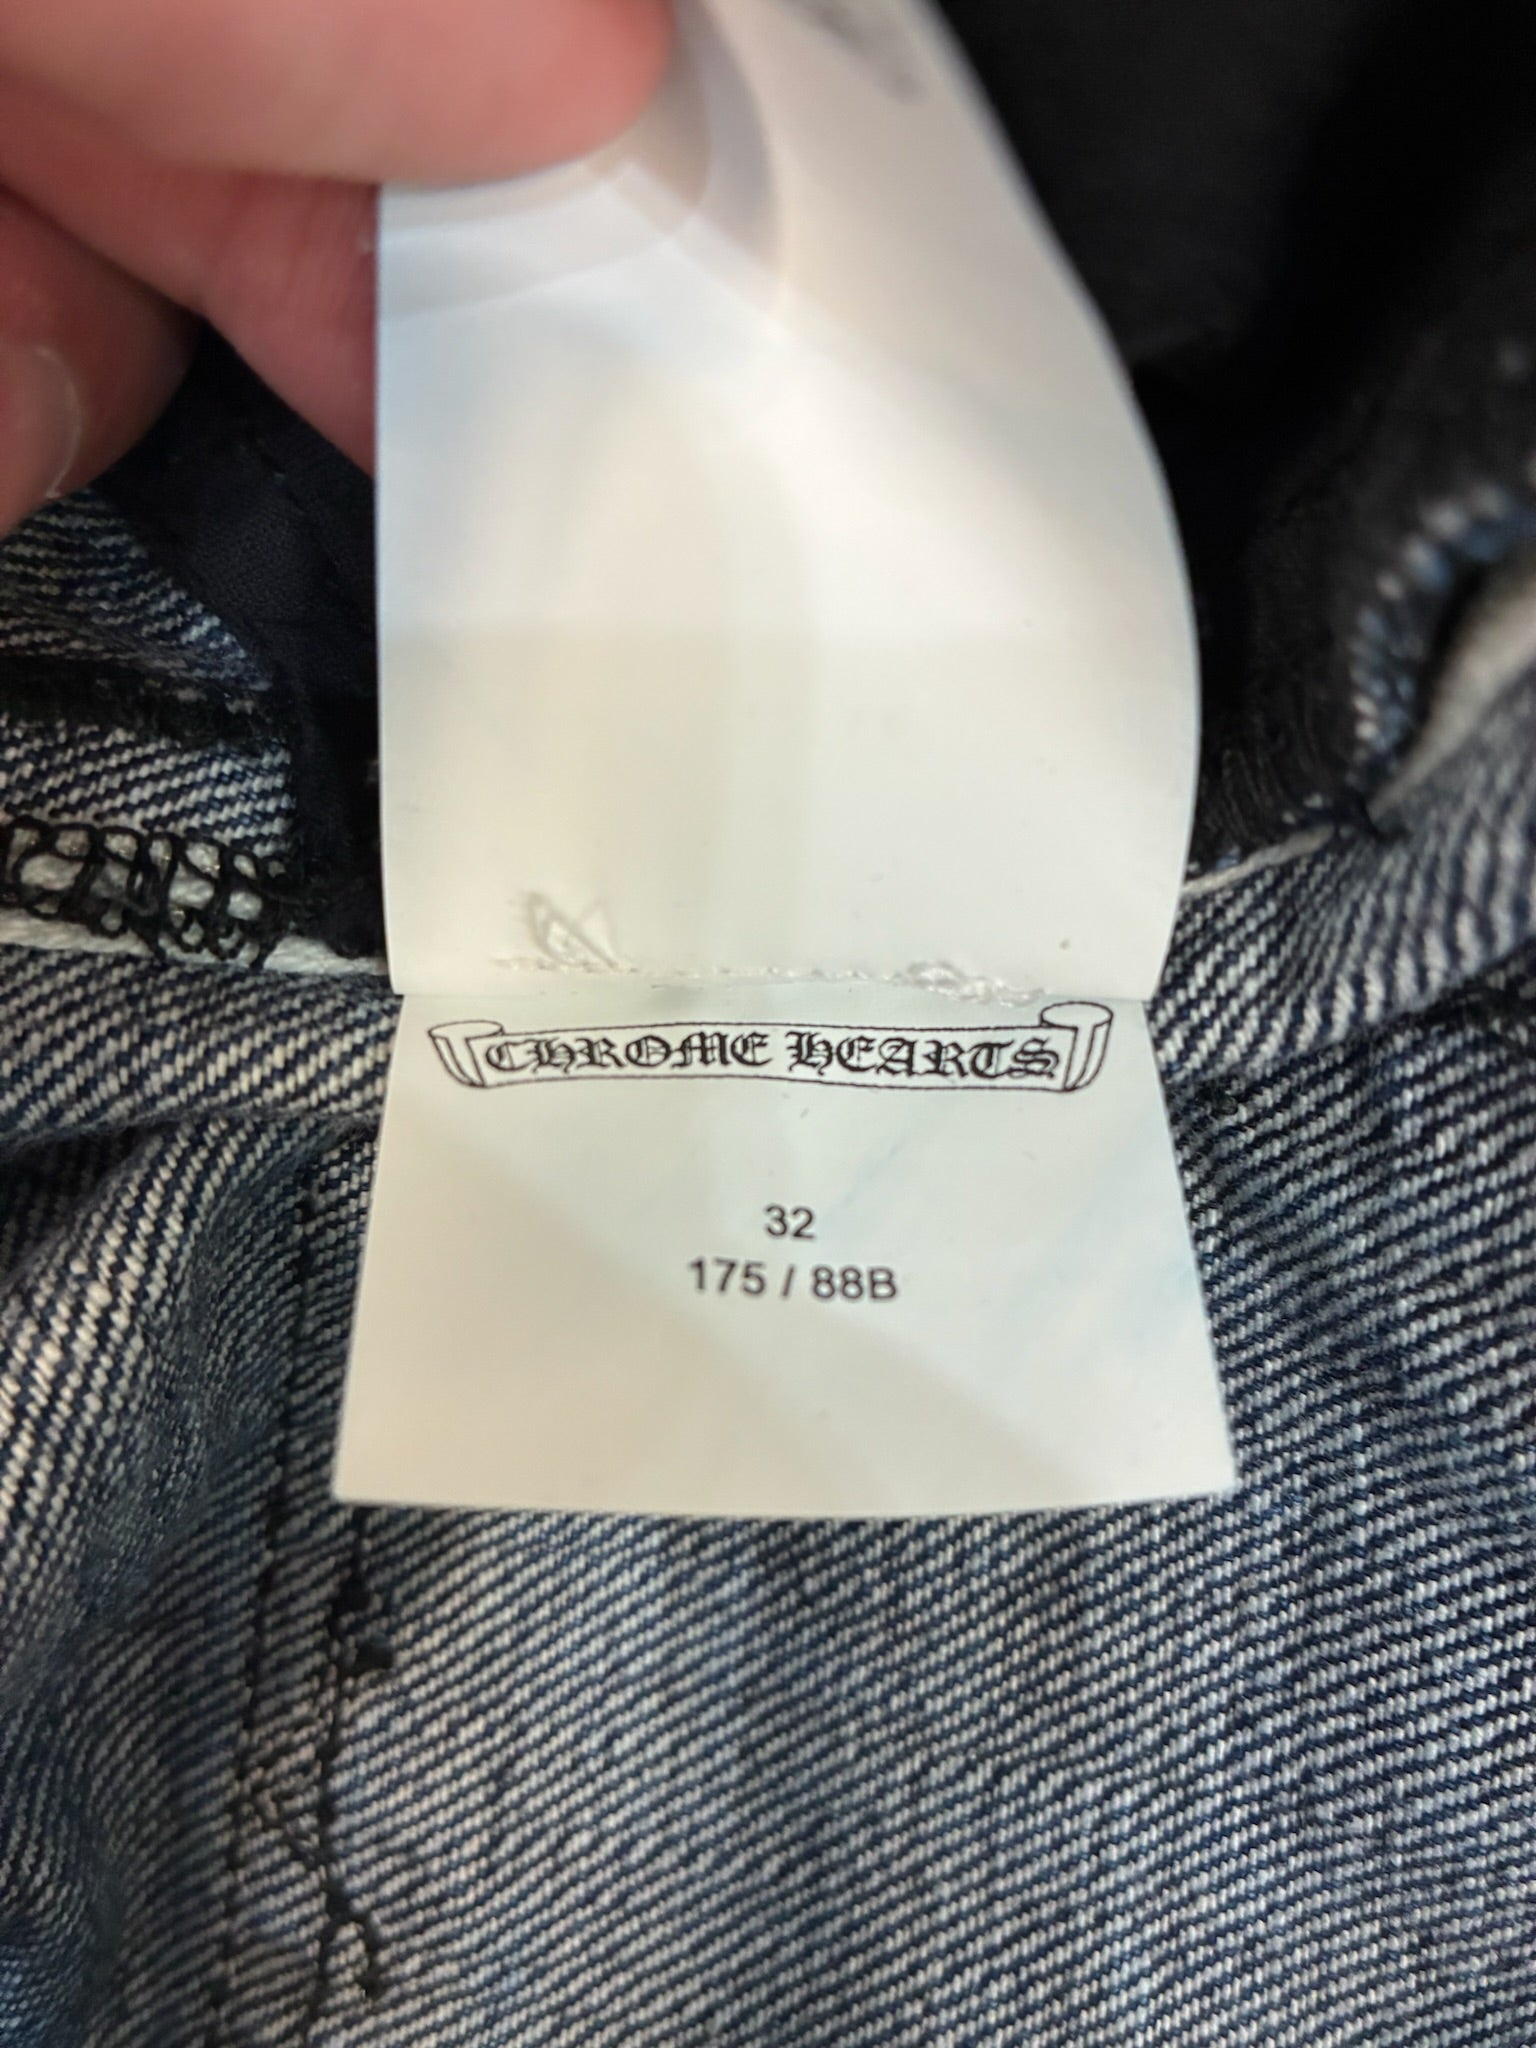 CHROME HEARTS
32
175 / 88B